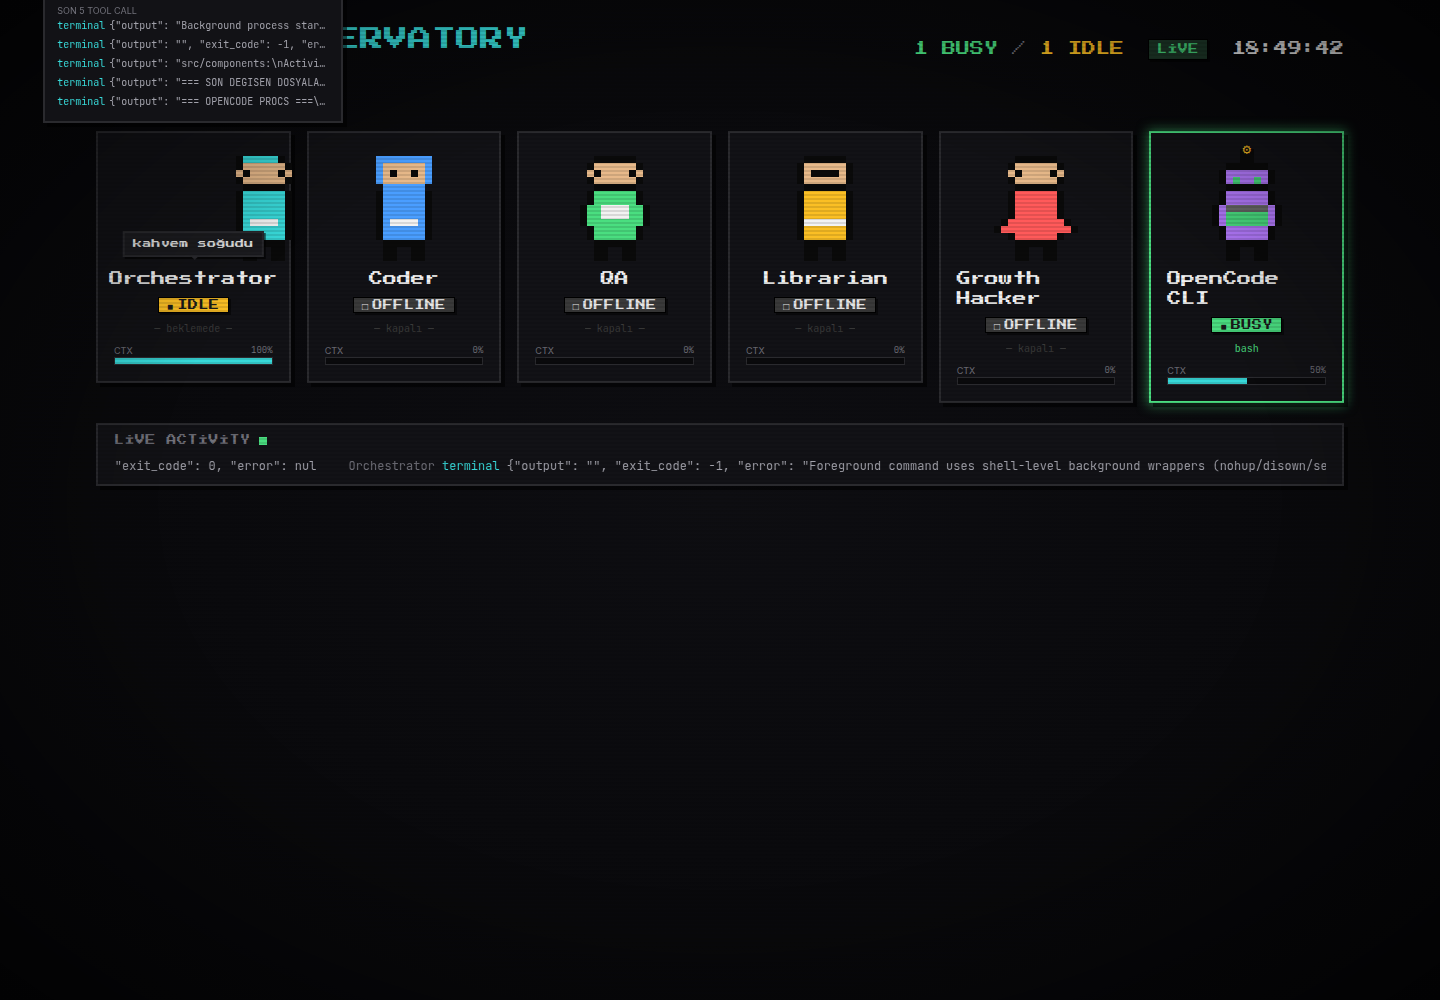 SON 5 TOOL CALL
terminal {"output": "Background process star…
terminal {"output": "", "exit_code": -1, "er…
terminal {"output": "src/components:\nActivi…
terminal {"output": "=== SON DEGISEN DOSYALA…
terminal {"output": "=== OPENCODE PROCS ===\…
ERVATORY
1 BUSY / 1 IDLE LIVE 18:49:42
kahvem soğudu
Orchestrator
IDLE
— beklemede —
CTX 100%
Coder
OFFLINE
— kapalı —
CTX 0%
QA
OFFLINE
— kapalı —
CTX 0%
Librarian
OFFLINE
— kapalı —
CTX 0%
Growth
Hacker
OFFLINE
— kapalı —
CTX 0%
OpenCode
CLI
BUSY
bash
CTX 50%
LIVE ACTIVITY
"exit_code": 0, "error": nul Orchestrator terminal {"output": "", "exit_code": -1, "error": "Foreground command uses shell-level background wrappers (nohup/disown/se